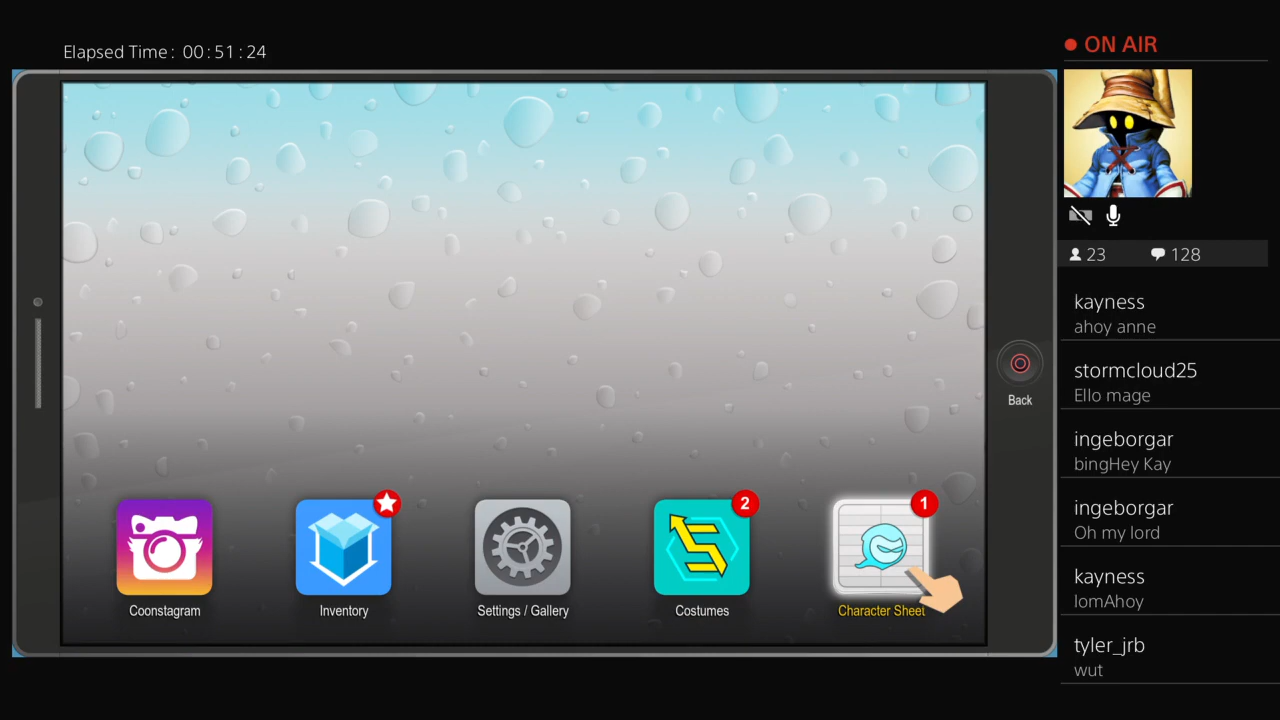 Elapsed Time: 00:51:24
ON AIR
23 128
kayness
ahoy anne
stormcloud25
Ello mage
ingeborgar
bingHey Kay
ingeborgar
Oh my lord
kayness
lomAhoy
tyler_jrb
wut
Back
2
1
Coonstagram
Inventory
Settings / Gallery
Costumes
Character Sheet